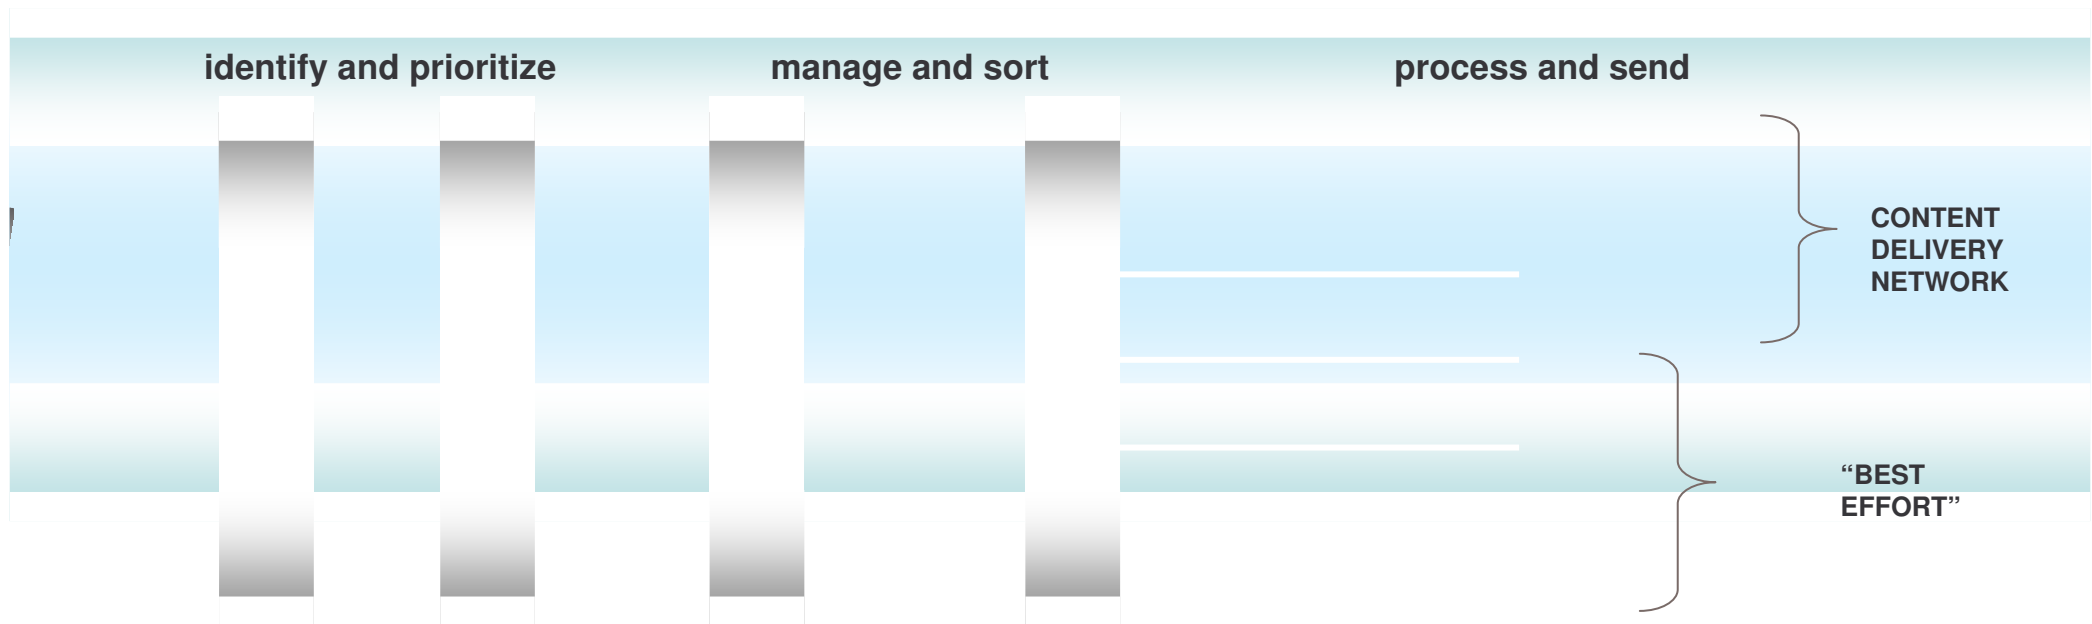 identify and prioritize
manage and sort
process and send
CONTENT
DELIVERY
NETWORK
“BEST
EFFORT”